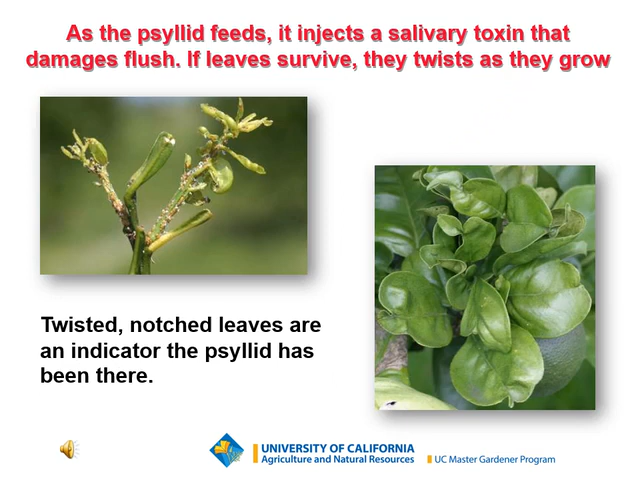 As the psyllid feeds, it injects a salivary toxin that
damages flush. If leaves survive, they twists as they grow
Twisted, notched leaves are
an indicator the psyllid has
been there.
UNIVERSITY OF CALIFORNIA
Agriculture and Natural Resources
UC Master Gardener Program